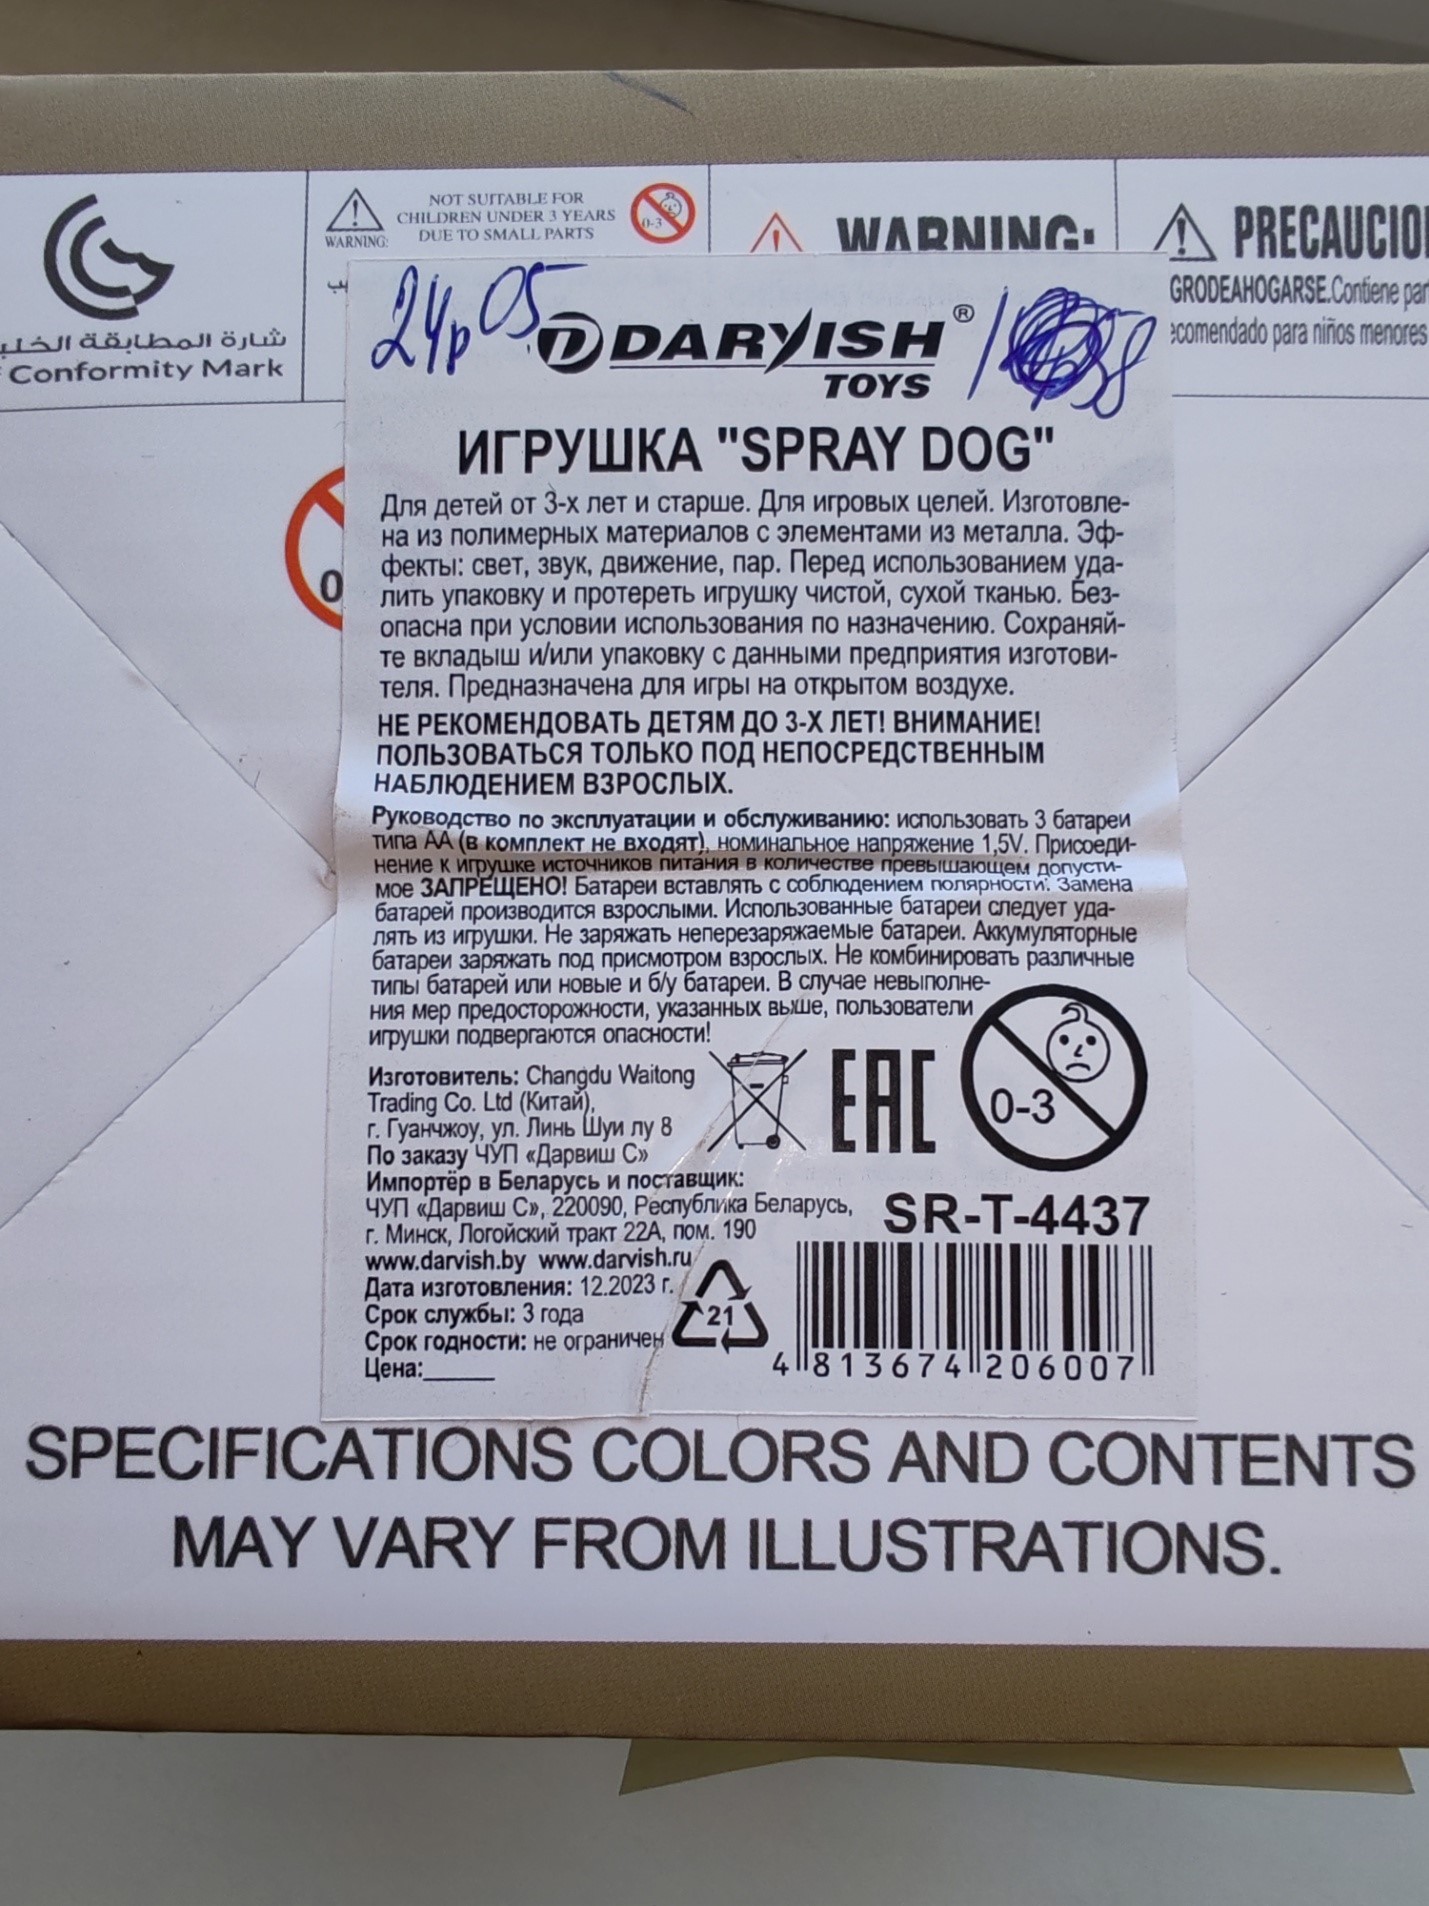 NOT SUITABLE FOR
CHILDREN UNDER 3 YEARS
DUE TO SMALL PARTS
WARNING:
0-3
WARNING:
PRECAUCIO
GRODEAHOGARSE.Contiene par
ecomendado para niños menores
شارة المطابقة الخلي
Conformity Mark
24р 05
DARVISH®
TOYS
ИГРУШКА "SPRAY DOG"
Для детей от 3-х лет и старше. Для игровых целей. Изготовле-
на из полимерных материалов с элементами из металла. Эф-
фекты: свет, звук, движение, пар. Перед использованием уда-
лить упаковку и протереть игрушку чистой, сухой тканью. Без-
опасна при условии использования по назначению. Сохраняй-
те вкладыш и/или упаковку с данными предприятия изготови-
теля. Предназначена для игры на открытом воздухе.
НЕ РЕКОМЕНДОВАТЬ ДЕТЯМ ДО 3-Х ЛЕТ! ВНИМАНИЕ!
ПОЛЬЗОВАТЬСЯ ТОЛЬКО ПОД НЕПОСРЕДСТВЕННЫМ
НАБЛЮДЕНИЕМ ВЗРОСЛЫХ.
Руководство по эксплуатации и обслуживанию: использовать 3 батареи
типа АА (в комплект не входят), номинальное напряжение 1,5V. Присоеди-
нение к игрушке источников питания в количестве превышающем допусти-
мое ЗАПРЕЩЕНО! Батареи вставлять с соблюдением полярности. Замена
батарей производится взрослыми. Использованные батареи следует уда-
лять из игрушки. Не заряжать неперезаряжаемые батареи. Аккумуляторные
батареи заряжать под присмотром взрослых. Не комбинировать различные
типы батарей или новые и б/у батареи. В случае невыполне-
ния мер предосторожности, указанных выше, пользователи
игрушки подвергаются опасности!
Изготовитель: Changdu Waitong
Trading Co. Ltd (Китай),
г. Гуанчжоу, ул. Линь Шуи лу 8
По заказу ЧУП «Дарвиш С»
EAC
0-3
Импортёр в Беларусь и поставщик:
ЧУП «Дарвиш С», 220090, Республика Беларусь,
г. Минск, Логойский тракт 22А, пом. 190
www.darvish.by www.darvish.ru
Дата изготовления: 12.2023 г.
Срок службы: 3 года
Срок годности: не ограничен
Цена:______
21
SR-T-4437
4 813674 206007
SPECIFICATIONS COLORS AND CONTENTS
MAY VARY FROM ILLUSTRATIONS.